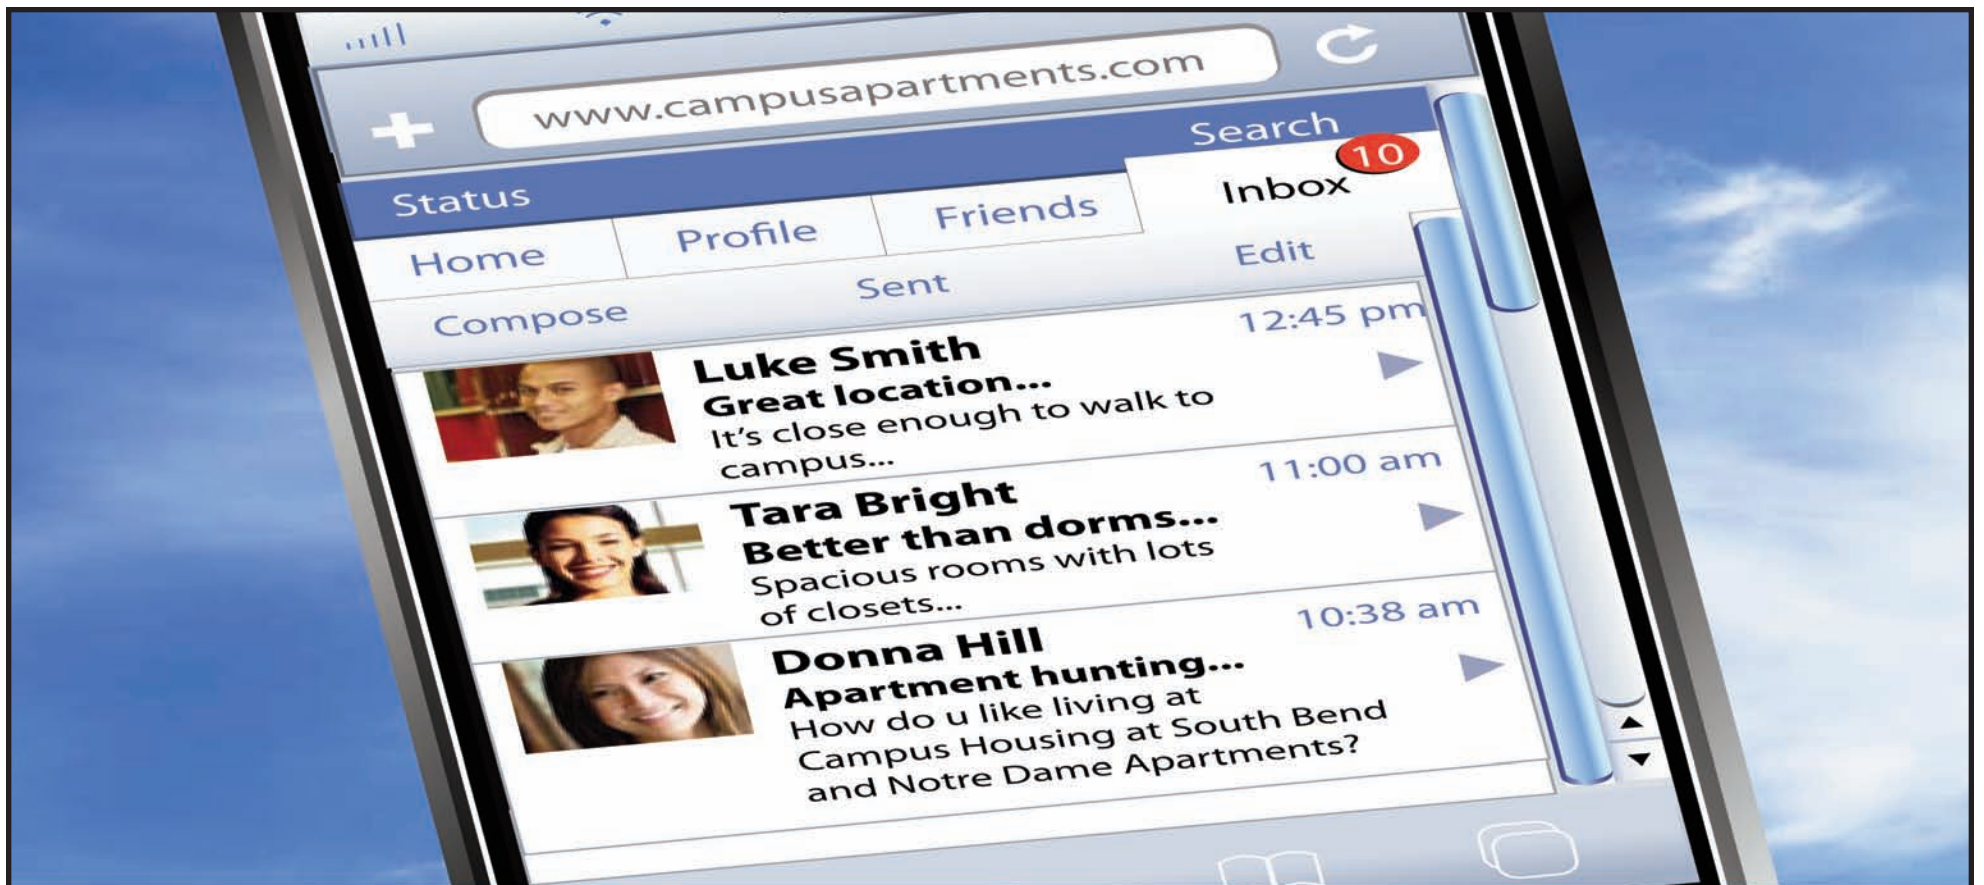 www.campusapartments.com
Search
Status
Home Profile Friends Inbox 10
Compose Sent Edit
Luke Smith 12:45 pm
Great location...
It's close enough to walk to
campus...
Tara Bright 11:00 am
Better than dorms...
Spacious rooms with lots
of closets...
Donna Hill 10:38 am
Apartment hunting...
How do u like living at
Campus Housing at South Bend
and Notre Dame Apartments?